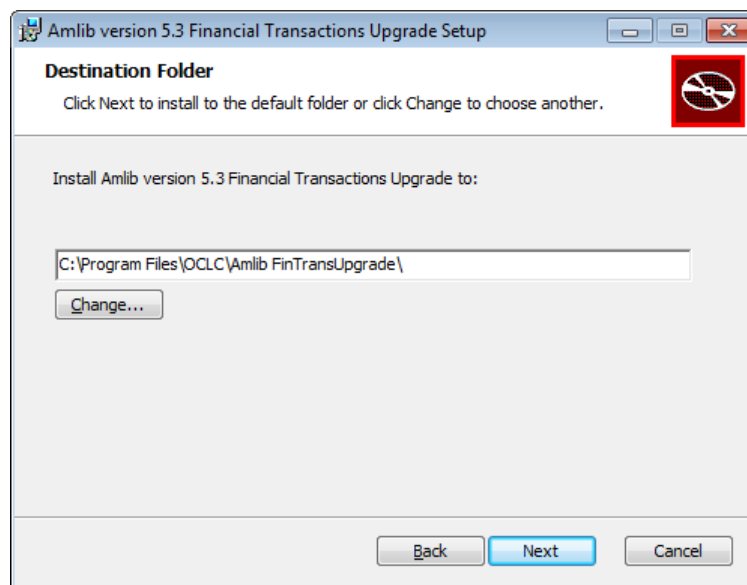 Amlib version 5.3 Financial Transactions Upgrade Setup
Destination Folder
Click Next to install to the default folder or click Change to choose another.
Install Amlib version 5.3 Financial Transactions Upgrade to:
C:\Program Files\OCLC\Amlib FinTransUpgrade\
Change...
Back Next Cancel